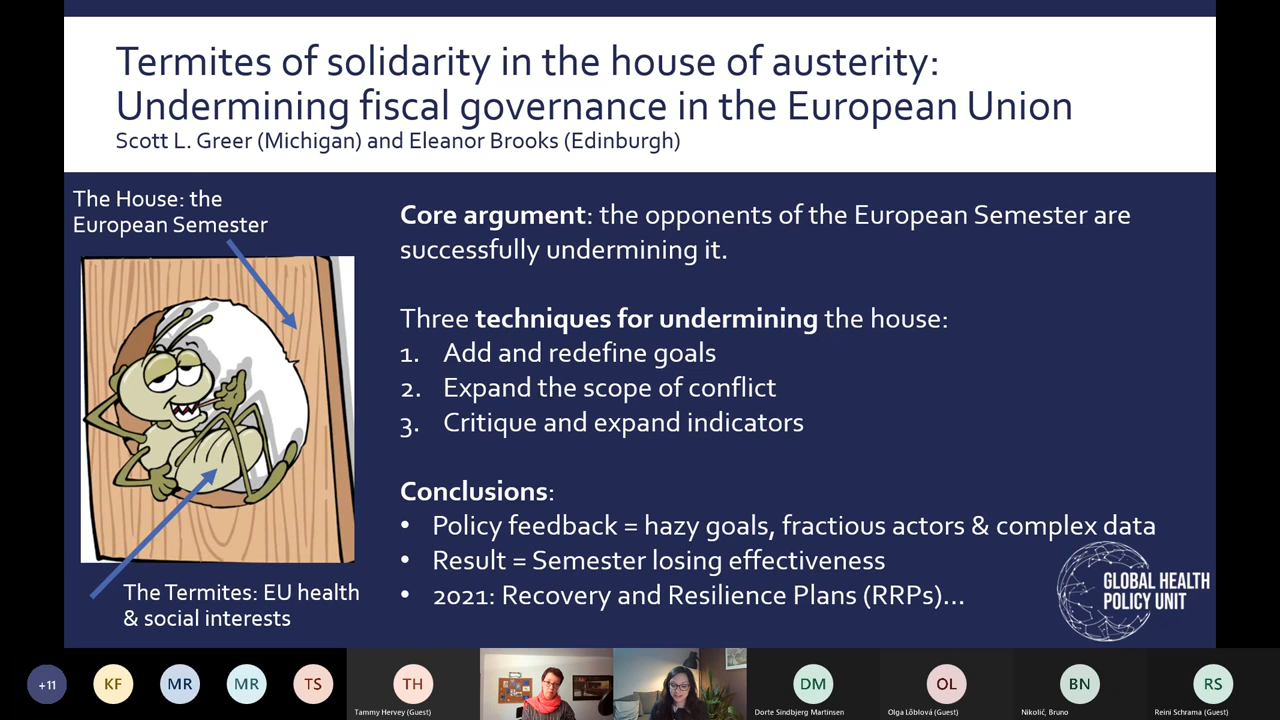 Termites of solidarity in the house of austerity:
Undermining fiscal governance in the European Union
Scott L. Greer (Michigan) and Eleanor Brooks (Edinburgh)
The House: the
European Semester
The Termites: EU health
& social interests
Core argument: the opponents of the European Semester are
successfully undermining it.
Three techniques for undermining the house:
1. Add and redefine goals
2. Expand the scope of conflict
3. Critique and expand indicators
Conclusions:
• Policy feedback = hazy goals, fractious actors & complex data
• Result = Semester losing effectiveness
• 2021: Recovery and Resilience Plans (RRPs)...
GLOBAL HEALTH
POLICY UNIT
+11
KF
MR
MR
TS
TH
Tammy Hervey (Guest)
DM
Dorte Sindbjerg Martinsen
OL
Olga Löblová (Guest)
BN
Nikolić, Bruno
RS
Reini Schrama (Guest)